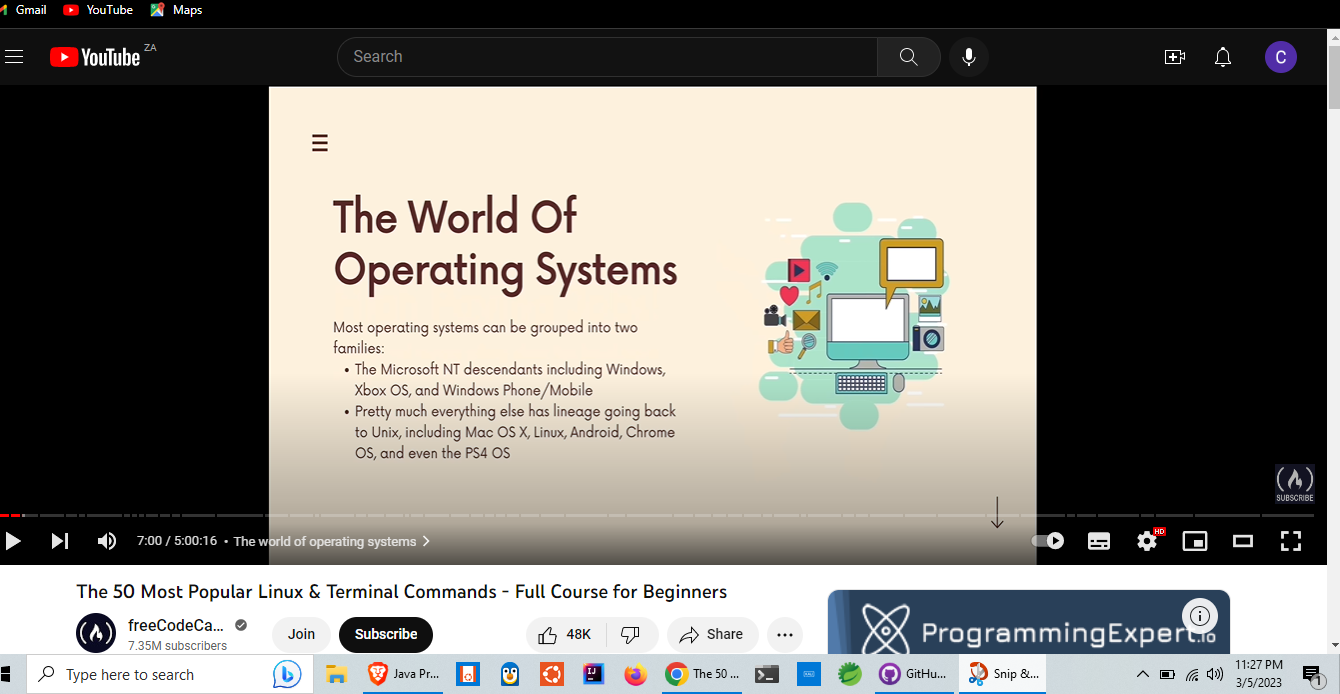 Gmail
YouTube
Maps
YouTube
ZA
Search
C
The World Of
Operating Systems
Most operating systems can be grouped into two
families:
• The Microsoft NT descendants including Windows,
Xbox OS, and Windows Phone/Mobile
• Pretty much everything else has lineage going back
to Unix, including Mac OS X, Linux, Android, Chrome
OS, and even the PS4 OS
SUBSCRIBE
7:00 / 5:00:16 • The world of operating systems
HD
The 50 Most Popular Linux & Terminal Commands - Full Course for Beginners
freeCodeCa...
7.35M subscribers
Join
Subscribe
48K
Share
ProgrammingExpert.io
Type here to search
Java Pr...
IJ
The 50 ...
GitHu...
Snip &...
11:27 PM
3/5/2023
1